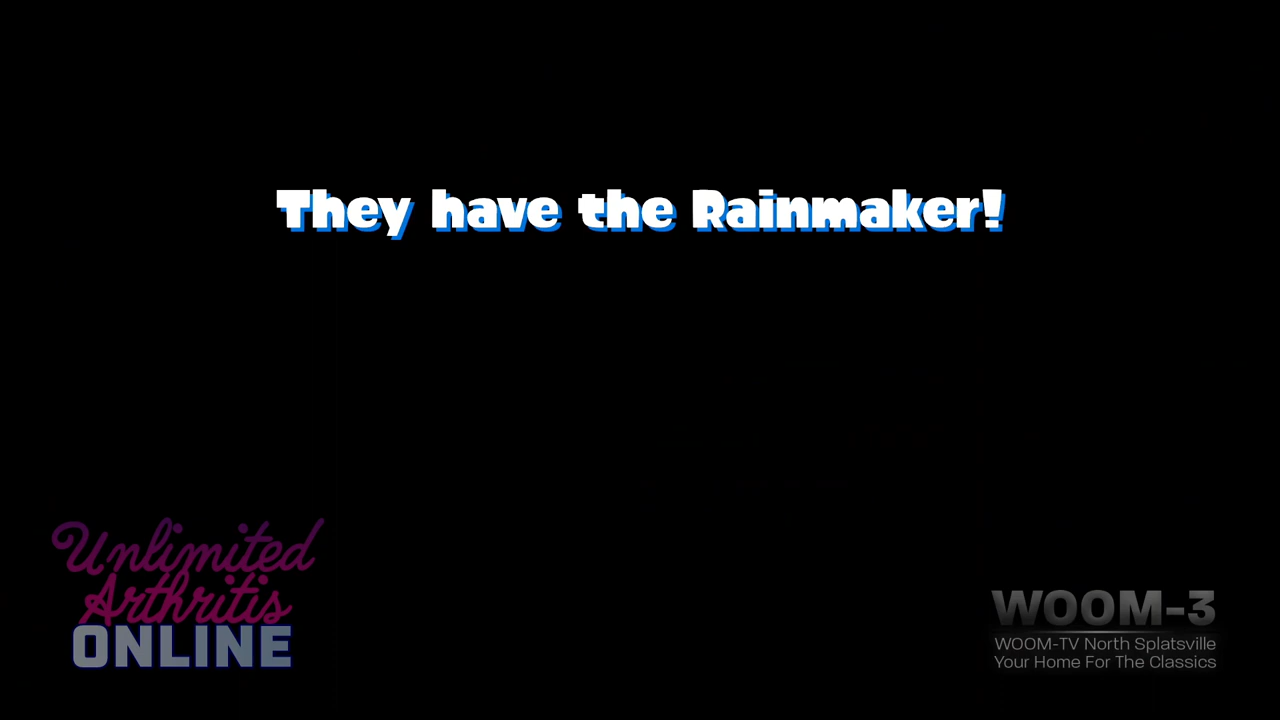 They have the Rainmaker!
Unlimited
Arthritis
ONLINE
WOOM-3
WOOM-TV North Splatsville
Your Home For The Classics